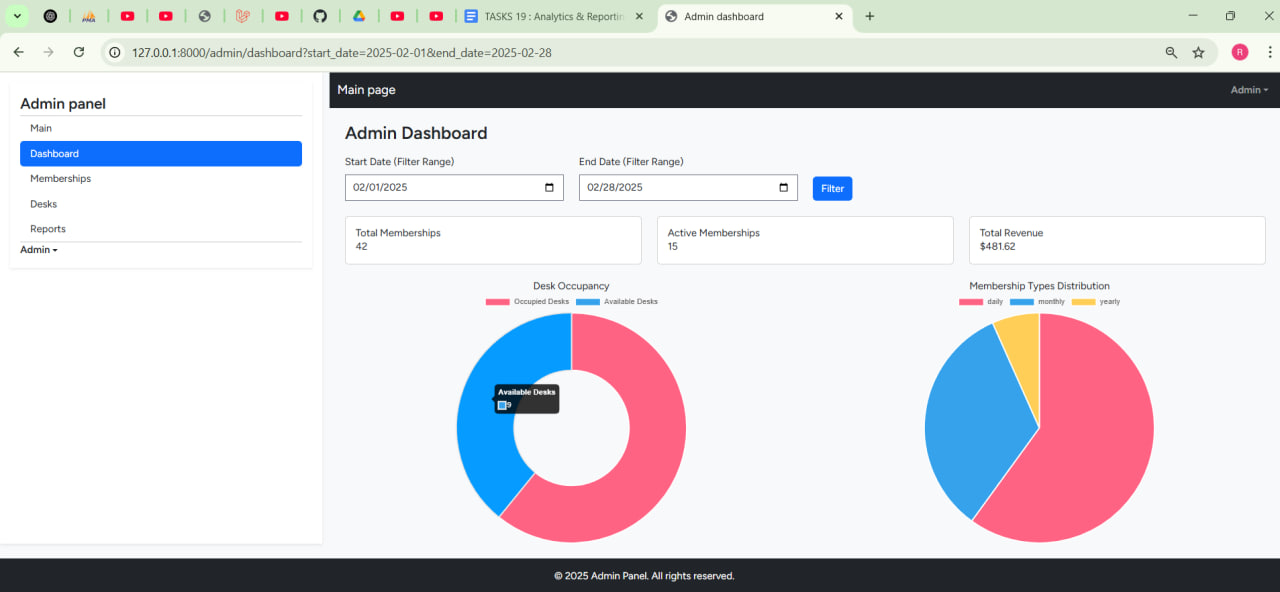 TASKS 19 : Analytics & Reportin
Admin dashboard
127.0.0.1:8000/admin/dashboard?start_date=2025-02-01&end_date=2025-02-28
R
Admin panel
Main
Dashboard
Memberships
Desks
Reports
Admin
Main page
Admin
Admin Dashboard
Start Date (Filter Range)
End Date (Filter Range)
02/01/2025
02/28/2025
Filter
Total Memberships
42
Active Memberships
15
Total Revenue
$481.62
Desk Occupancy
Occupied Desks
Available Desks
Available Desks
9
Membership Types Distribution
daily
monthly
yearly
© 2025 Admin Panel. All rights reserved.